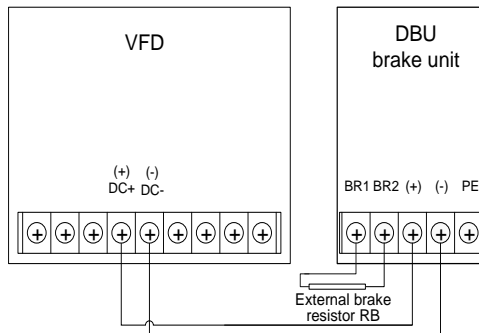 VFD
DBU
brake unit
(+) (-)
DC+ DC-
BR1 BR2 (+) (-) PE
External brake
resistor RB